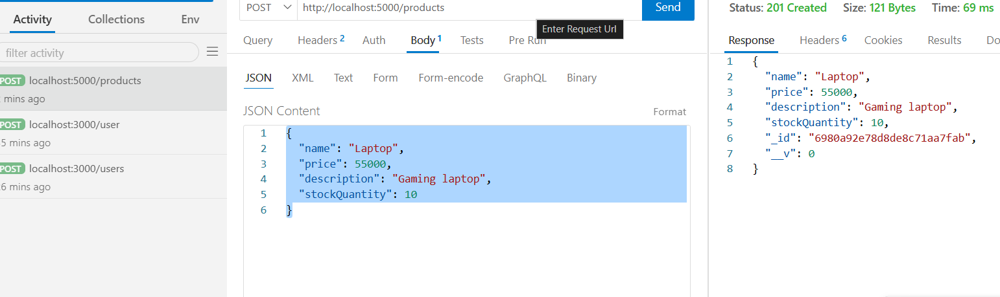 Activity Collections Env
filter activity
POST localhost:5000/products
mins ago
POST localhost:3000/user
5 mins ago
POST localhost:3000/users
6 mins ago
POST http://localhost:5000/products Send
Enter Request Url
Query Headers 2 Auth Body 1 Tests Pre Run
JSON XML Text Form Form-encode GraphQL Binary
JSON Content Format
1 {
2 "name": "Laptop",
3 "price": 55000,
4 "description": "Gaming laptop",
5 "stockQuantity": 10
6 }
Status: 201 Created Size: 121 Bytes Time: 69 ms
Response Headers 6 Cookies Results Do
1 {
2 "name": "Laptop",
3 "price": 55000,
4 "description": "Gaming laptop",
5 "stockQuantity": 10,
6 "_id": "6980a92e78d8de8c71aa7fab",
7 "__v": 0
8 }